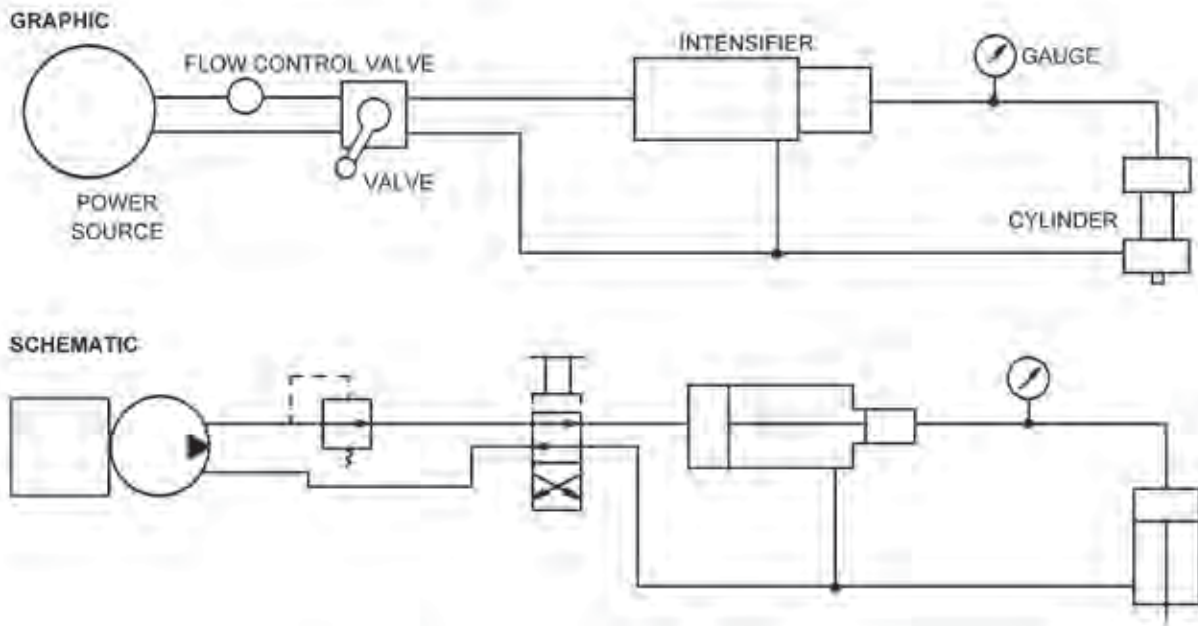 GRAPHIC
INTENSIFIER
FLOW CONTROL VALVE
GAUGE
VALVE
POWER
SOURCE
CYLINDER
SCHEMATIC